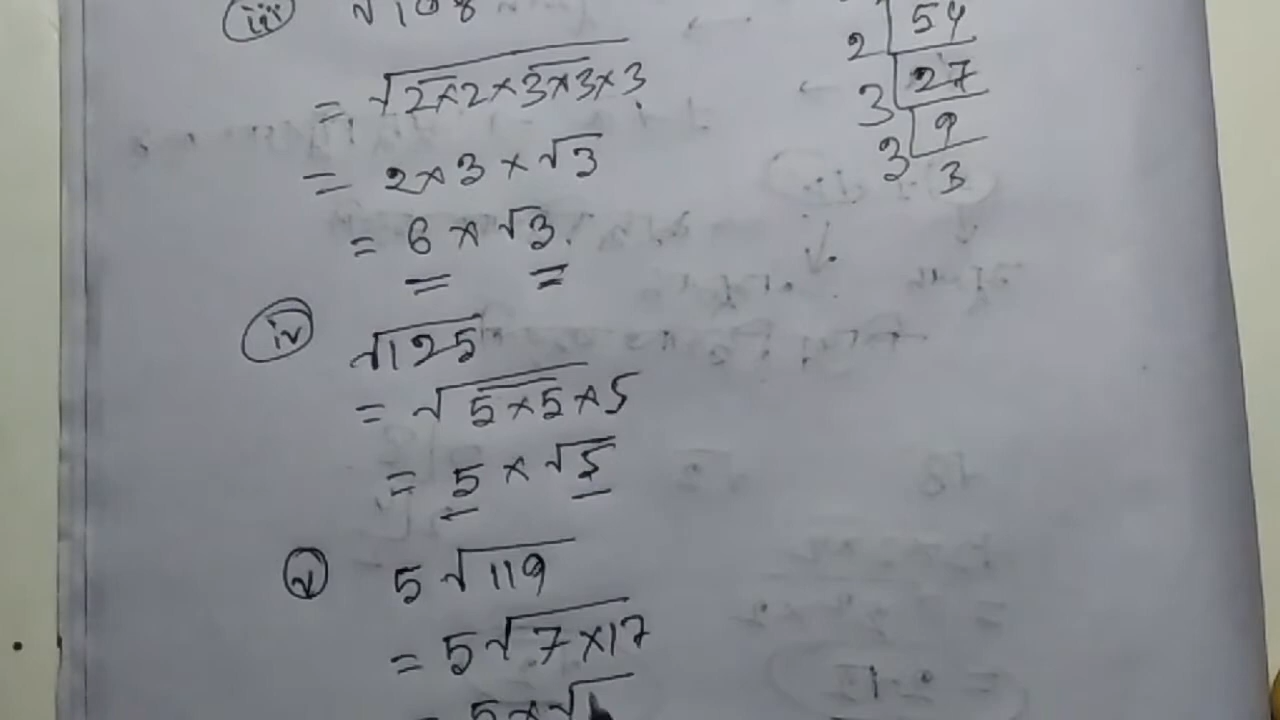 (iii) √108
= √2×2×3×3×3
= 2×3×√3
= 6×√3
2 | 54
3 | 27
3 | 9
3
(iv) √125
= √5×5×5
= 5×√5
(v) 5√119
= 5√7×17
= 5×√